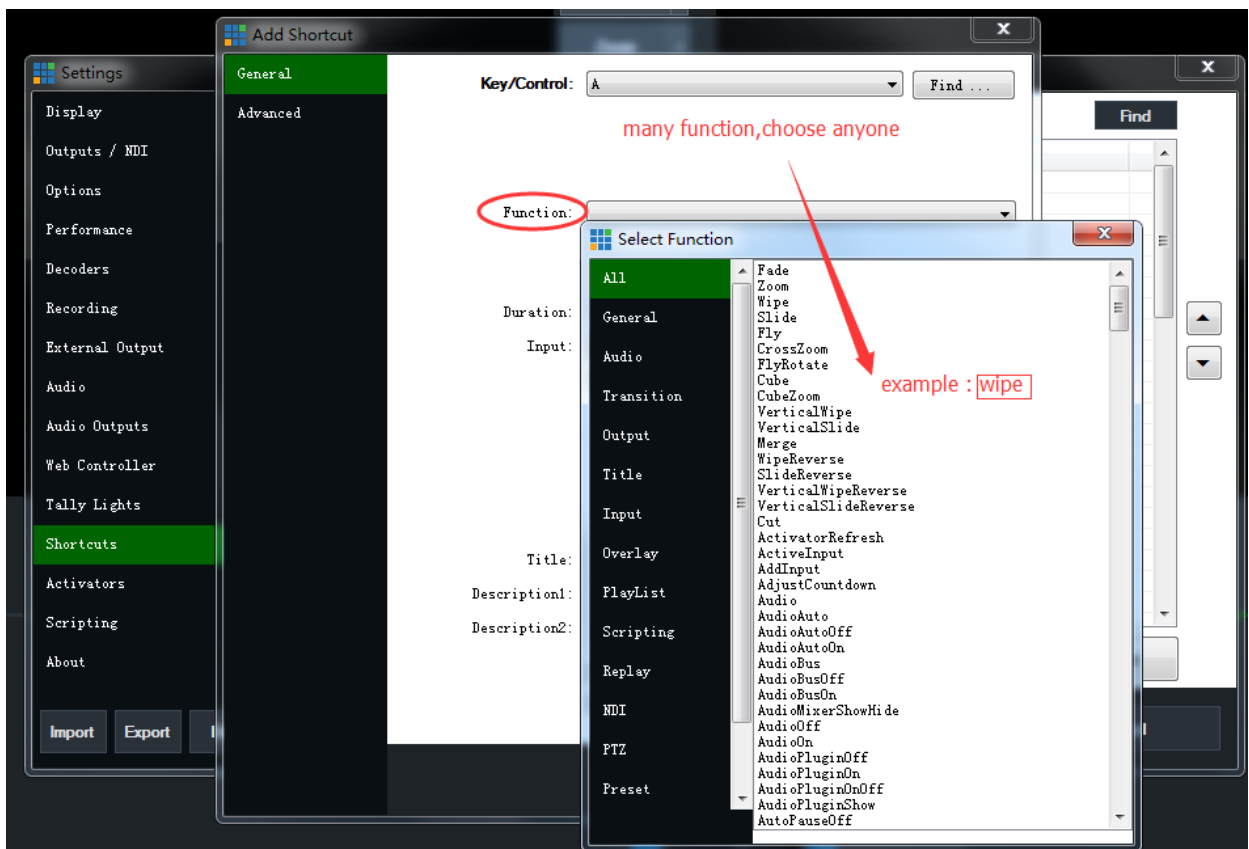 Add Shortcut
Settings
General
Advanced
Key/Control:
A
Find ...
many function,choose anyone
Function:
Duration:
Input:
Title:
Description1:
Description2:
Display
Outputs / NDI
Options
Performance
Decoders
Recording
External Output
Audio
Audio Outputs
Web Controller
Tally Lights
Shortcuts
Activators
Scripting
About
Import
Export
Find
Select Function
All
General
Audio
Transition
Output
Title
Input
Overlay
PlayList
Scripting
Replay
NDI
PTZ
Preset
Fade
Zoom
Wipe
Slide
Fly
CrossZoom
FlyRotate
Cube
CubeZoom
VerticalWipe
VerticalSlide
Merge
WipeReverse
SlideReverse
VerticalWipeReverse
VerticalSlideReverse
Cut
ActivatorRefresh
ActiveInput
AddInput
AdjustCountdown
Audio
AudioAuto
AudioAutoOff
AudioAutoOn
AudioBus
AudioBusOff
AudioBusOn
AudioMixerShowHide
AudioOff
AudioOn
AudioPluginOff
AudioPluginOn
AudioPluginOnOff
AudioPluginShow
AutoPauseOff
example : wipe